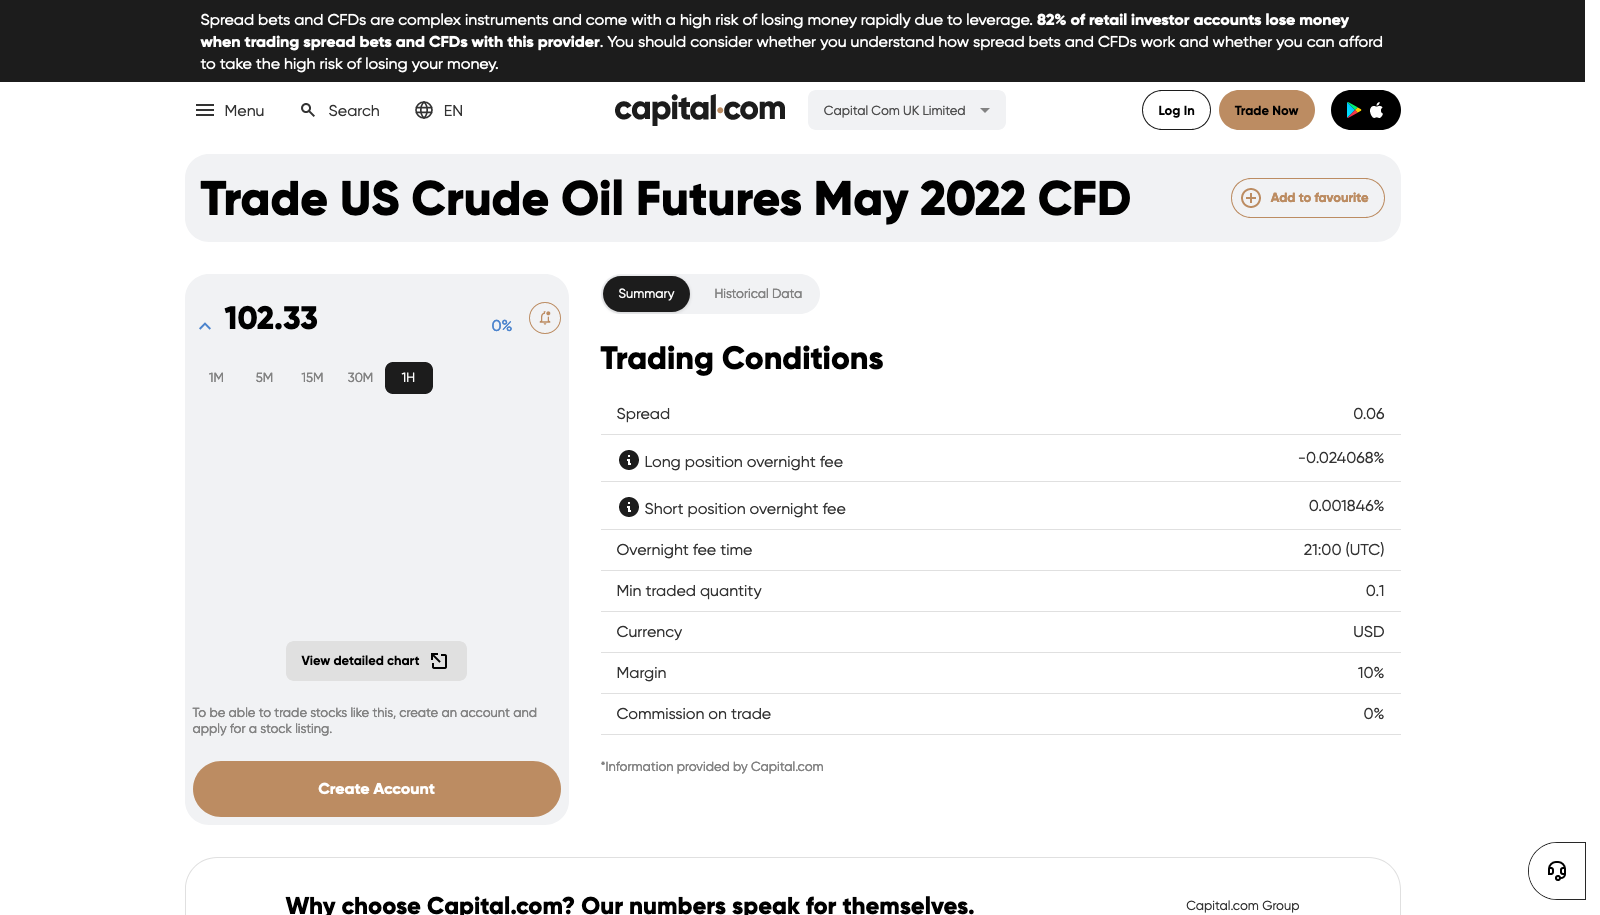 Spread bets and CFDs are complex instruments and come with a high risk of losing money rapidly due to leverage. 82% of retail investor accounts lose money
when trading spread bets and CFDs with this provider. You should consider whether you understand how spread bets and CFDs work and whether you can afford
to take the high risk of losing your money.
Menu
Search
EN
capital.com
Capital Com UK Limited
Log In
Trade Now
Trade US Crude Oil Futures May 2022 CFD
Add to favourite
102.33
0%
1M 5M 15M 30M 1H
View detailed chart
To be able to trade stocks like this, create an account and
apply for a stock listing.
Create Account
Summary
Historical Data
Trading Conditions
Spread 0.06
Long position overnight fee -0.024068%
Short position overnight fee 0.001846%
Overnight fee time 21:00 (UTC)
Min traded quantity 0.1
Currency USD
Margin 10%
Commission on trade 0%
*Information provided by Capital.com
Why choose Capital.com? Our numbers speak for themselves.
Capital.com Group